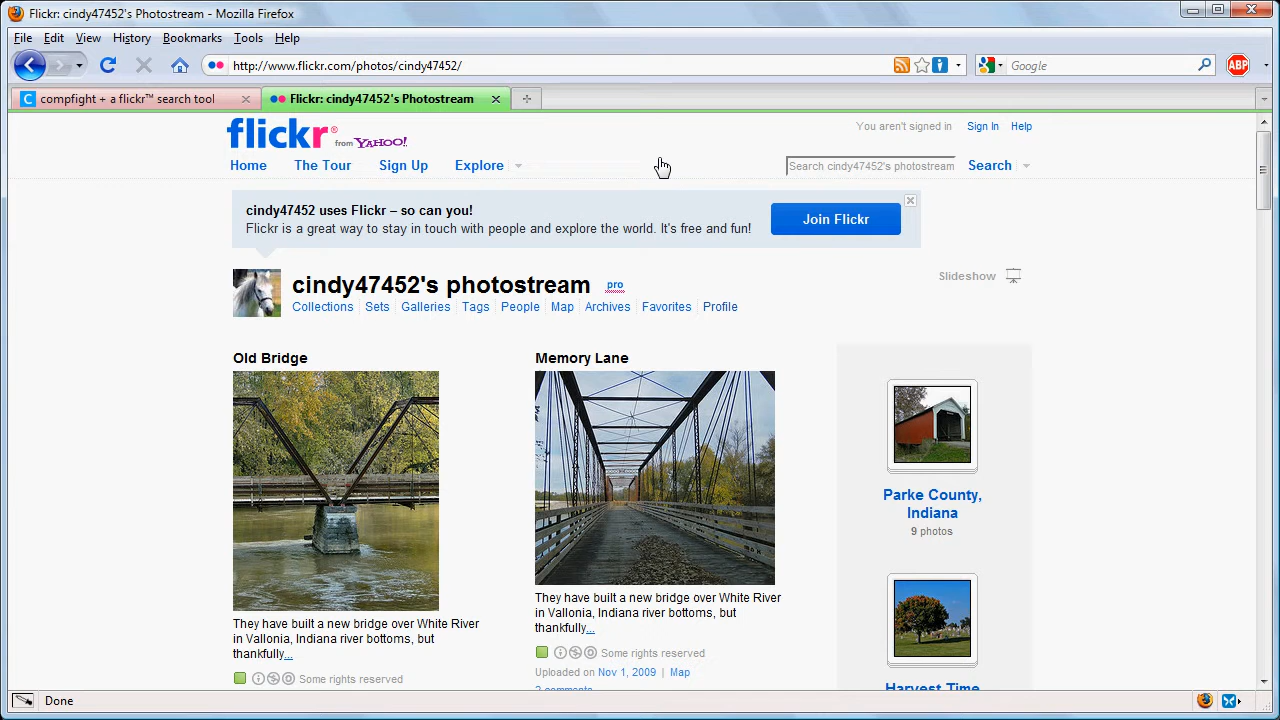 Flickr: cindy47452's Photostream - Mozilla Firefox
File Edit View History Bookmarks Tools Help
http://www.flickr.com/photos/cindy47452/
Google
ABP
compfight + a flickr™ search tool
Flickr: cindy47452's Photostream
flickr® from YAHOO!
You aren't signed in Sign In Help
Home The Tour Sign Up Explore
Search cindy47452's photostream Search
cindy47452 uses Flickr – so can you!
Flickr is a great way to stay in touch with people and explore the world. It's free and fun!
Join Flickr
cindy47452's photostream pro
Slideshow
Collections Sets Galleries Tags People Map Archives Favorites Profile
Old Bridge
They have built a new bridge over White River
in Vallonia, Indiana river bottoms, but
thankfully...
Some rights reserved
Memory Lane
They have built a new bridge over White River
in Vallonia, Indiana river bottoms, but
thankfully...
Some rights reserved
Uploaded on Nov 1, 2009 | Map
2 comments
Parke County,
Indiana
9 photos
Harvest Time
Done